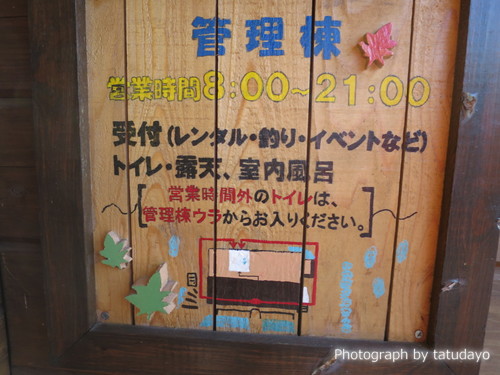 管理棟
営業時間8:00~21:00
受付(レンタル・釣り・イベントなど)
トイレ・露天、室内風呂
営業時間外のトイレは、
管理棟ウラからお入りください。
Photograph by tatudayo